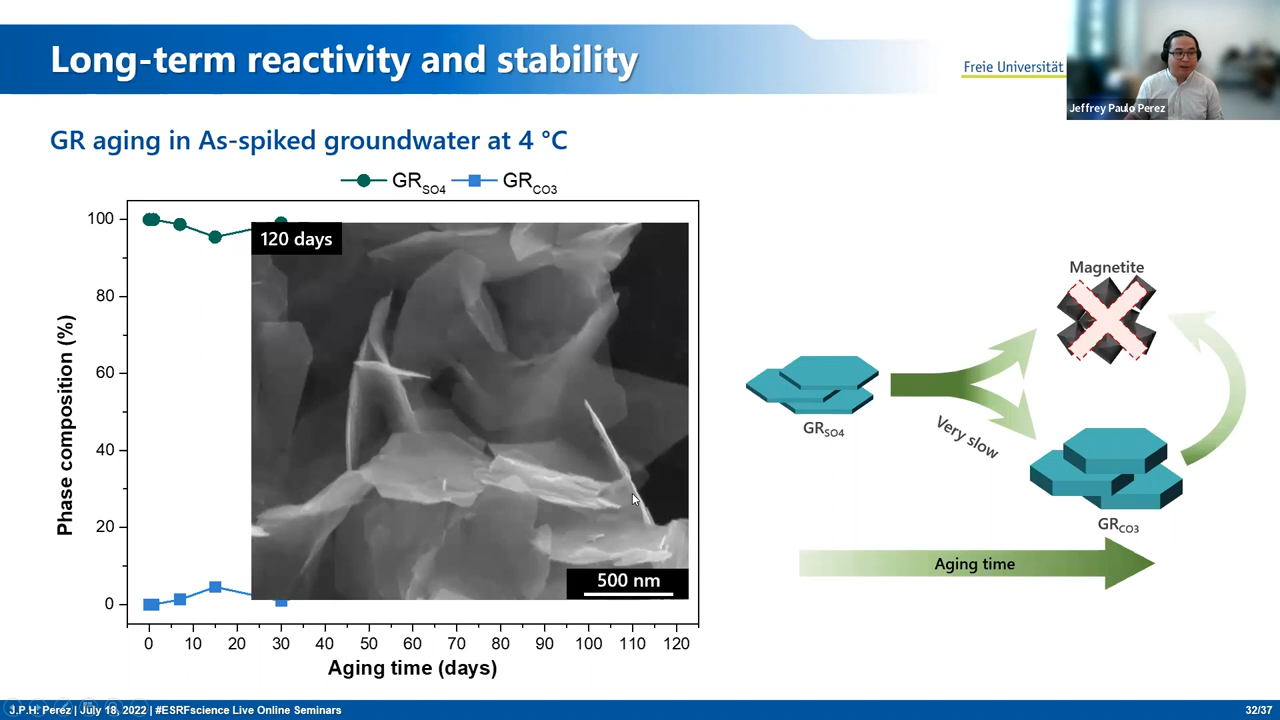 Long-term reactivity and stability
Freie Universität
Jeffrey Paulo Perez
GR aging in As-spiked groundwater at 4 °C
GRSO4
GRCO3
120 days
500 nm
Phase composition (%)
100
80
60
40
20
0
0 10 20 30 40 50 60 70 80 90 100 110 120
Aging time (days)
Magnetite
GRSO4
Very slow
GRCO3
Aging time
J.P.H. Perez | July 18, 2022 | #ESRFscience Live Online Seminars
32/37